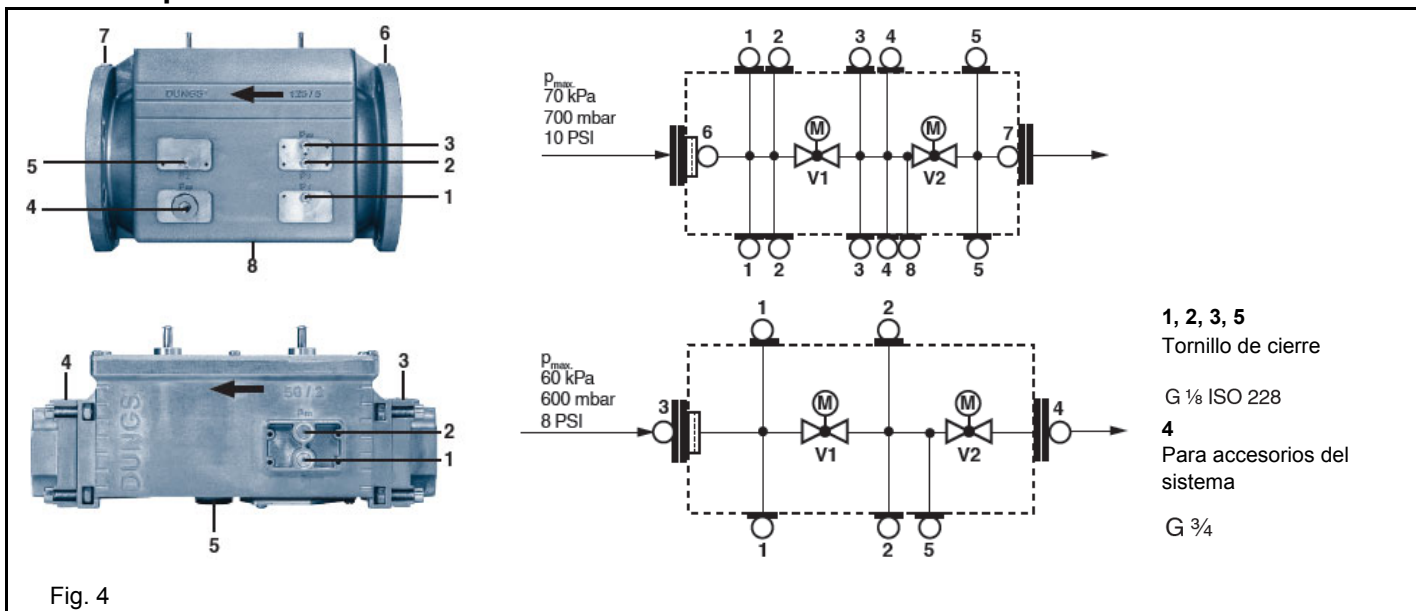 7
6
DUNGS
125/5
5
3
2
4
1
8
1 2 3 4 5
pmax.
70 kPa
700 mbar
10 PSI
6
M
M
7
V1
V2
1 2 3 4 8 5
4
3
50/2
DUNGS
2
1
5
1 2
pmax.
60 kPa
600 mbar
8 PSI
3
M
M
4
V1
V2
1 2 5
1, 2, 3, 5
Tornillo de cierre
G ⅛ ISO 228
4
Para accesorios del
sistema
G ¾
Fig. 4